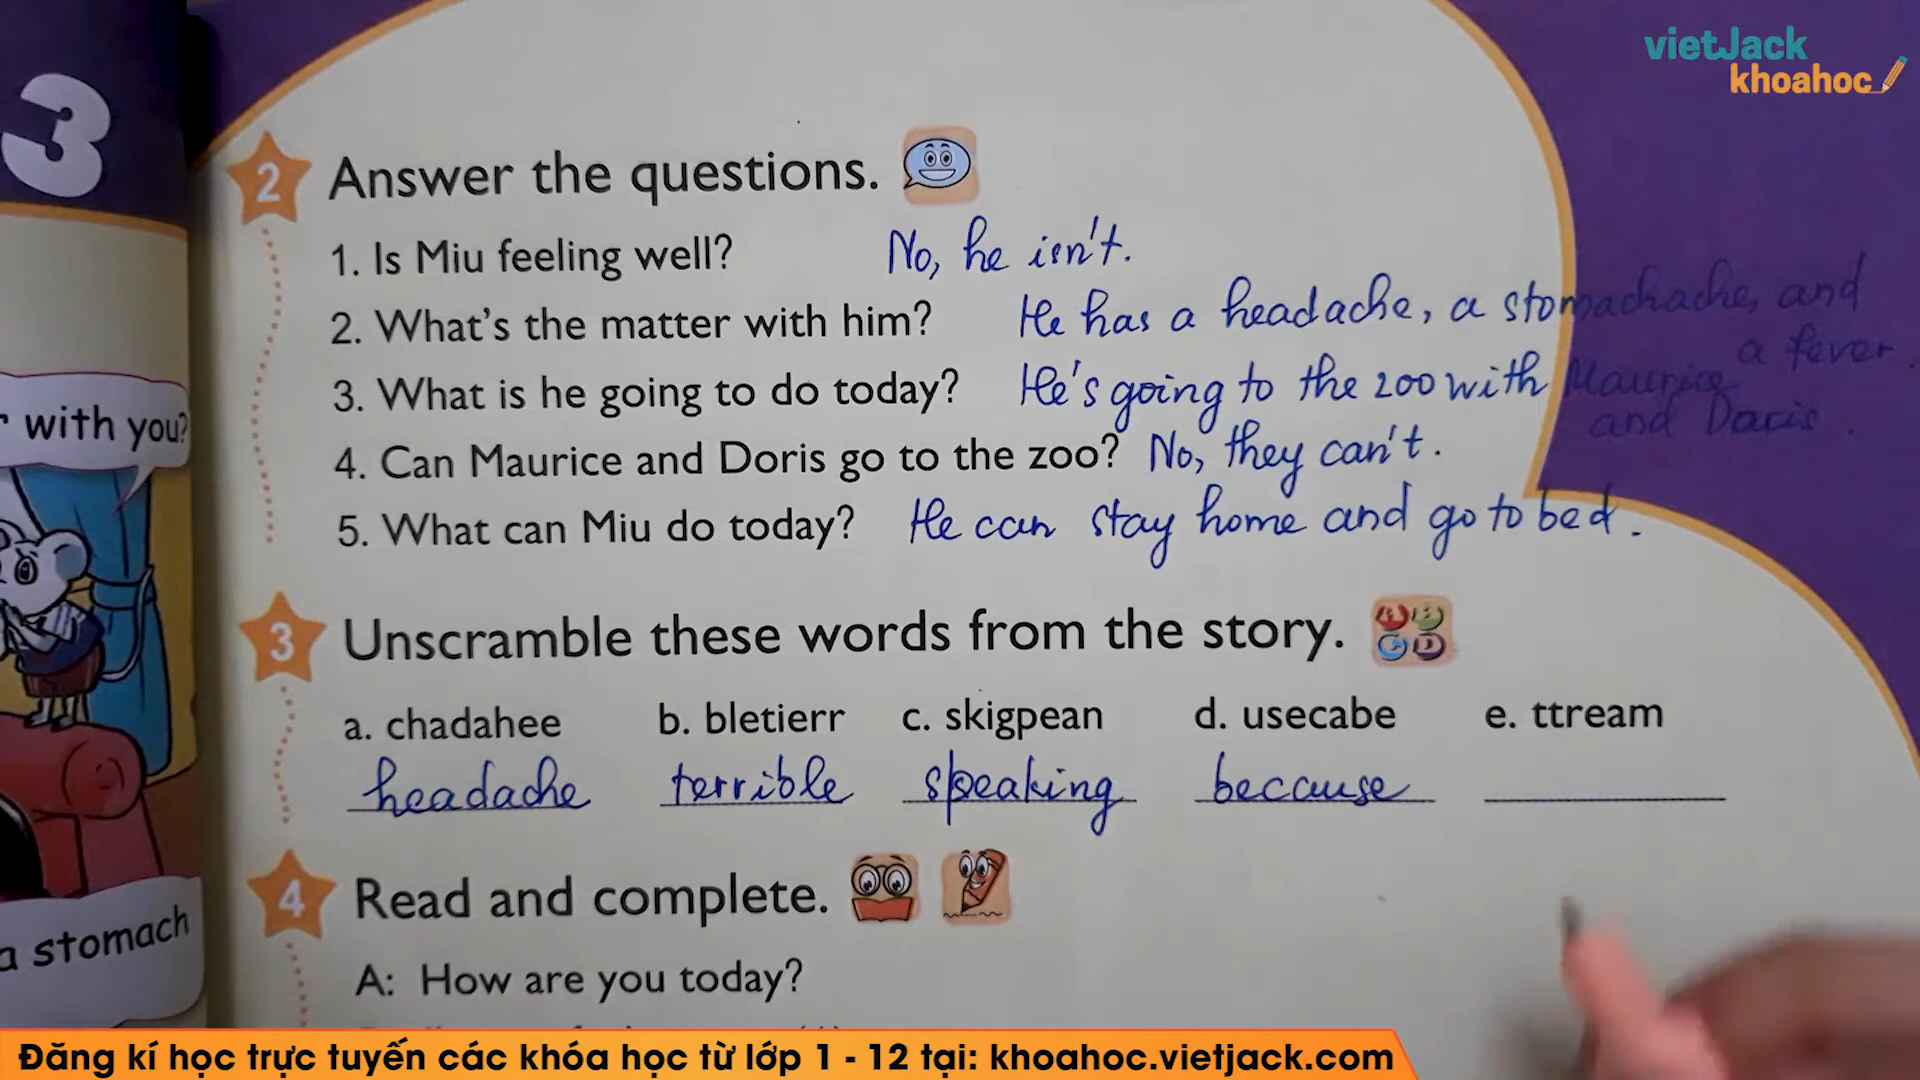 vietJack
khoahoc
3
2 Answer the questions.
1. Is Miu feeling well? No, he isn't.
2. What's the matter with him? He has a headache, a stomachache, and
a fever.
3. What is he going to do today? He's going to the zoo with Maurice
and Doris.
4. Can Maurice and Doris go to the zoo? No, they can't.
5. What can Miu do today? He can stay home and go to bed.
with you?
3 Unscramble these words from the story.
a. chadahee b. bletierr c. skigpean d. usecabe e. ttream
headache terrible speaking because
4 Read and complete.
a stomach
A: How are you today?
Đăng kí học trực tuyến các khóa học từ lớp 1 - 12 tại: khoahoc.vietjack.com